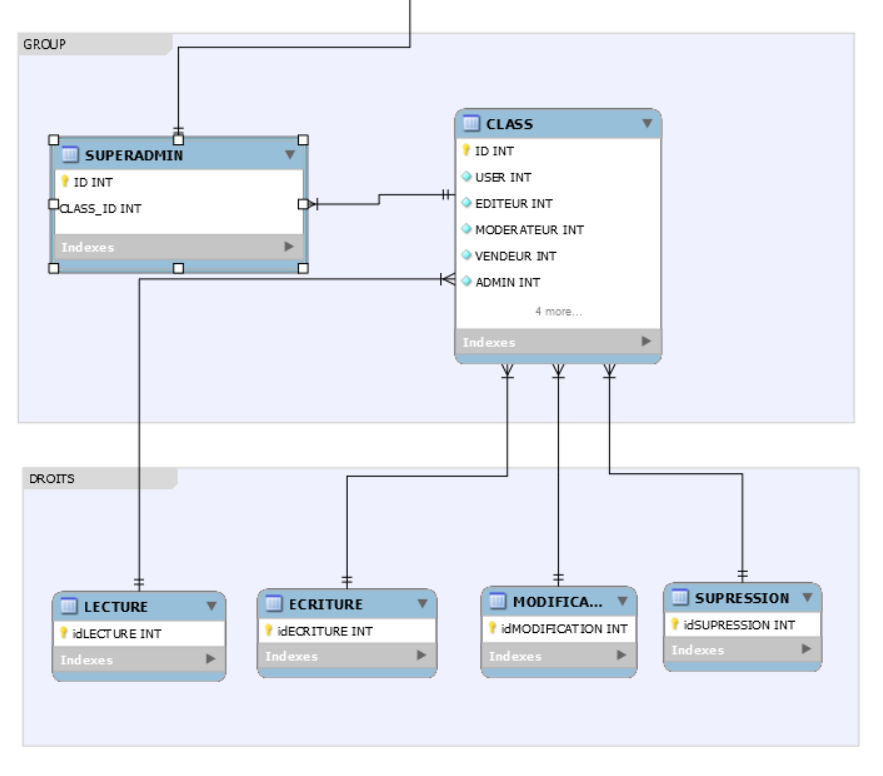 GROUP
SUPERADMIN
ID INT
CLASS_ID INT
Indexes
CLASS
ID INT
USER INT
EDITEUR INT
MODERATEUR INT
VENDEUR INT
ADMIN INT
4 more...
Indexes
DROITS
LECTURE
idLECTURE INT
Indexes
ECRITURE
idECRITURE INT
Indexes
MODIFICA...
idMODIFICATION INT
Indexes
SUPRESSION
idSUPRESSION INT
Indexes